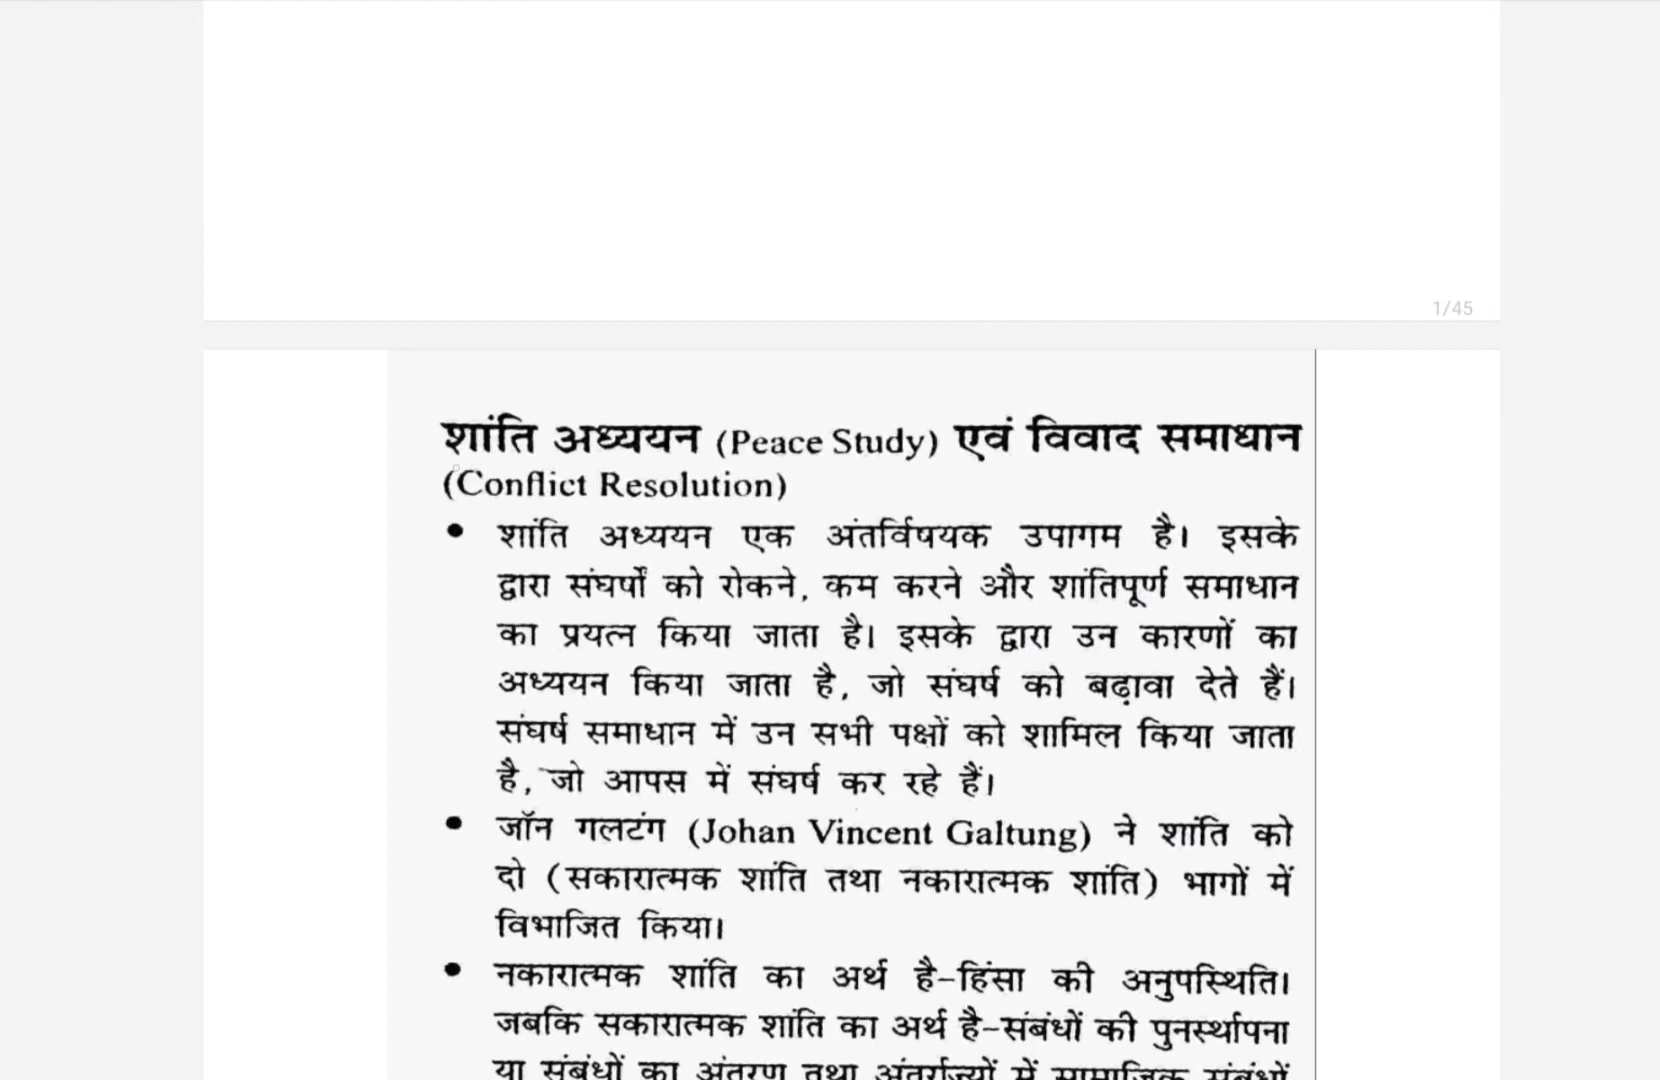 1/45
शांति अध्ययन (Peace Study) एवं विवाद समाधान
(Conflict Resolution)
• शांति अध्ययन एक अंतर्विषयक उपागम है। इसके
द्वारा संघर्षों को रोकने, कम करने और शांतिपूर्ण समाधान
का प्रयत्न किया जाता है। इसके द्वारा उन कारणों का
अध्ययन किया जाता है, जो संघर्ष को बढ़ावा देते हैं।
संघर्ष समाधान में उन सभी पक्षों को शामिल किया जाता
है, जो आपस में संघर्ष कर रहे हैं।
• जॉन गलटंग (Johan Vincent Galtung) ने शांति को
दो (सकारात्मक शांति तथा नकारात्मक शांति) भागों में
विभाजित किया।
• नकारात्मक शांति का अर्थ है-हिंसा की अनुपस्थिति।
जबकि सकारात्मक शांति का अर्थ है-संबंधों की पुनर्स्थापना
या संबंधों का अंतरण तथा अंतर्राज्यों में सामाजिक संबंधों